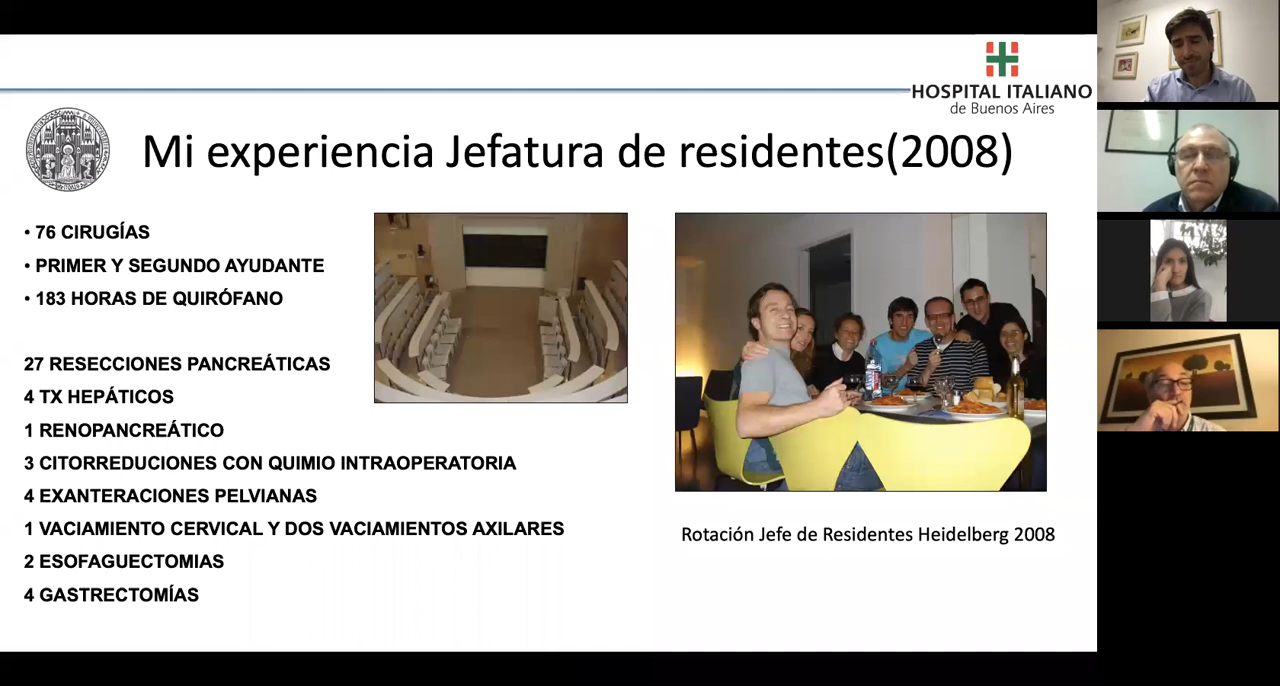 HOSPITAL ITALIANO
de Buenos Aires
Mi experiencia Jefatura de residentes(2008)
• 76 CIRUGÍAS
• PRIMER Y SEGUNDO AYUDANTE
• 183 HORAS DE QUIRÓFANO
27 RESECCIONES PANCREÁTICAS
4 TX HEPÁTICOS
1 RENOPANCREÁTICO
3 CITORREDUCIONES CON QUIMIO INTRAOPERATORIA
4 EXANTERACIONES PELVIANAS
1 VACIAMIENTO CERVICAL Y DOS VACIAMIENTOS AXILARES
2 ESOFAGUECTOMIAS
4 GASTRECTOMÍAS
Rotación Jefe de Residentes Heidelberg 2008